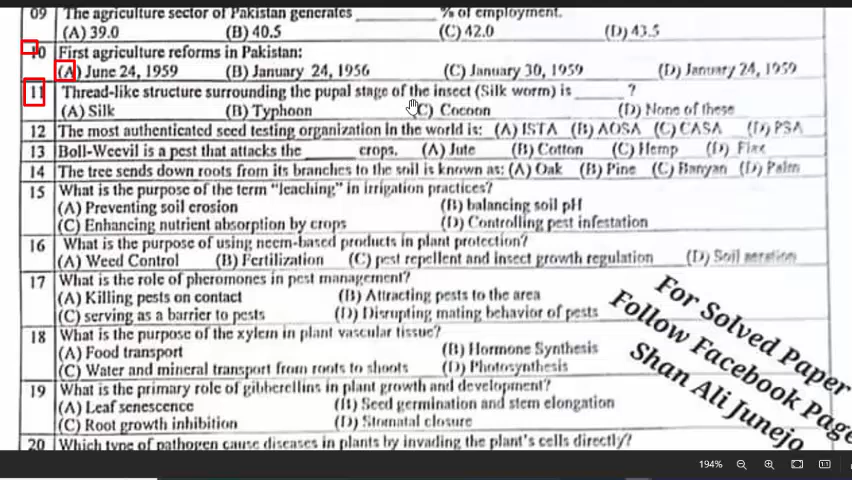 09 The agriculture sector of Pakistan generates ________ % of employment.
(A) 39.0 (B) 40.5 (C) 42.0 (D) 43.5
10 First agriculture reforms in Pakistan:
(A) June 24, 1959 (B) January 24, 1956 (C) January 30, 1959 (D) January 24, 1959
11 Thread-like structure surrounding the pupal stage of the insect (Silk worm) is _____ ?
(A) Silk (B) Typhoon (C) Cocoon (D) None of these
12 The most authenticated seed testing organization in the world is: (A) ISTA (B) AOSA (C) CASA (D) PSA
13 Boll-Weevil is a pest that attacks the _____ crops, (A) Jute (B) Cotton (C) Hemp (D) Flax
14 The tree sends down roots from its branches to the soil is known as: (A) Oak (B) Pine (C) Banyan (D) Palm
15 What is the purpose of the term "leaching" in irrigation practices?
(A) Preventing soil erosion (B) balancing soil pH
(C) Enhancing nutrient absorption by crops (D) Controlling pest infestation
16 What is the purpose of using neem-based products in plant protection?
(A) Weed Control (B) Fertilization (C) pest repellent and insect growth regulation (D) Soil aeration
17 What is the role of pheromones in pest management?
(A) Killing pests on contact (B) Attracting pests to the area
(C) serving as a barrier to pests (D) Disrupting mating behavior of pests
18 What is the purpose of the xylem in plant vascular tissue?
(A) Food transport (B) Hormone Synthesis
(C) Water and mineral transport from roots to shoots (D) Photosynthesis
19 What is the primary role of gibberellins in plant growth and development?
(A) Leaf senescence (B) Seed germination and stem elongation
(C) Root growth inhibition (D) Stomatal closure
20 Which type of pathogen cause diseases in plants by invading the plant's cells directly?
For Solved Paper
Follow Facebook Page
Shan Ali Junejo
194%
1:1